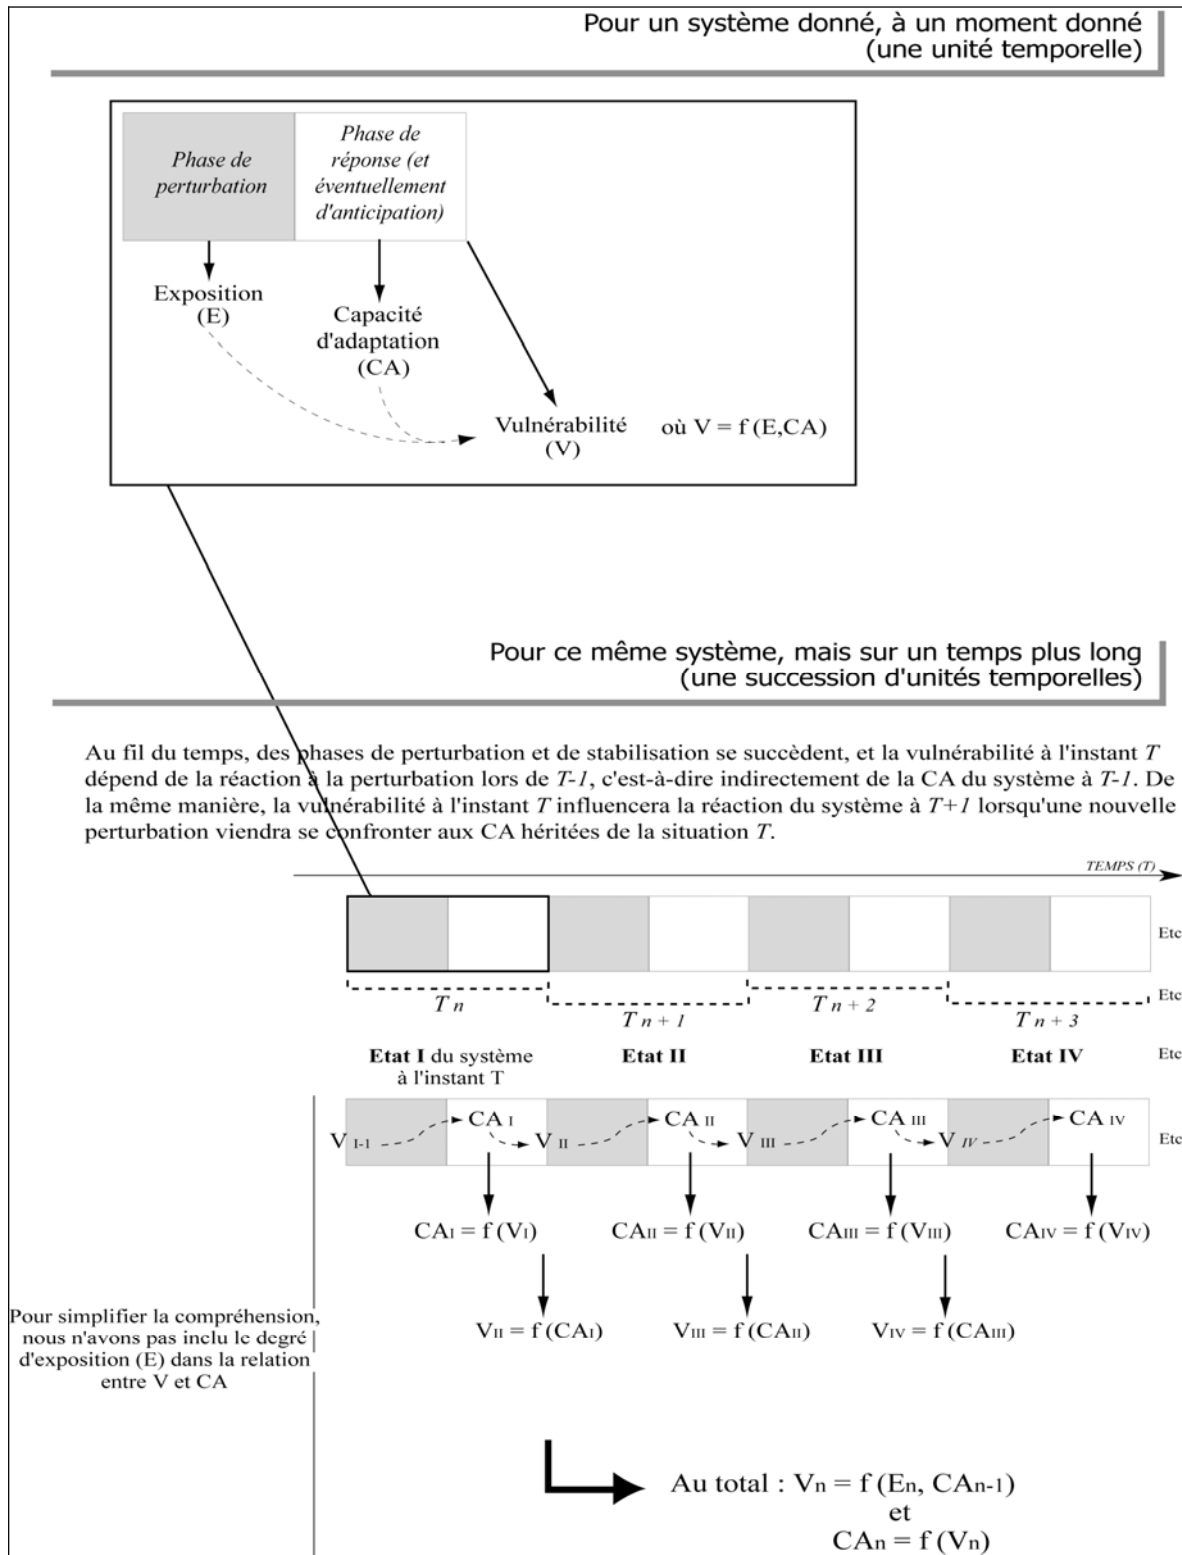 Pour un système donné, à un moment donné
(une unité temporelle)
Phase de
perturbation
Phase de
réponse (et
éventuellement
d'anticipation)
Exposition
(E)
Capacité
d'adaptation
(CA)
Vulnérabilité
(V)
où V = f (E,CA)
Pour ce même système, mais sur un temps plus long
(une succession d'unités temporelles)
Au fil du temps, des phases de perturbation et de stabilisation se succèdent, et la vulnérabilité à l'instant T
dépend de la réaction à la perturbation lors de T-1, c'est-à-dire indirectement de la CA du système à T-1. De
la même manière, la vulnérabilité à l'instant T influencera la réaction du système à T+1 lorsqu'une nouvelle
perturbation viendra se confronter aux CA héritées de la situation T.
TEMPS (T)
Etc
T n
T n + 1
T n + 2
T n + 3
Etc
Etat I du système
à l'instant T
Etat II
Etat III
Etat IV
Etc
V I-1
CA I
V II
CA II
V III
CA III
V IV
CA IV
Etc
CAI = f (VI)
CAII = f (VII)
CAIII = f (VIII)
CAIV = f (VIV)
VII = f (CAI)
VIII = f (CAII)
VIV = f (CAIII)
Pour simplifier la compréhension,
nous n'avons pas inclu le degré
d'exposition (E) dans la relation
entre V et CA
Au total : Vn = f (En, CAn-1)
et
CAn = f (Vn)